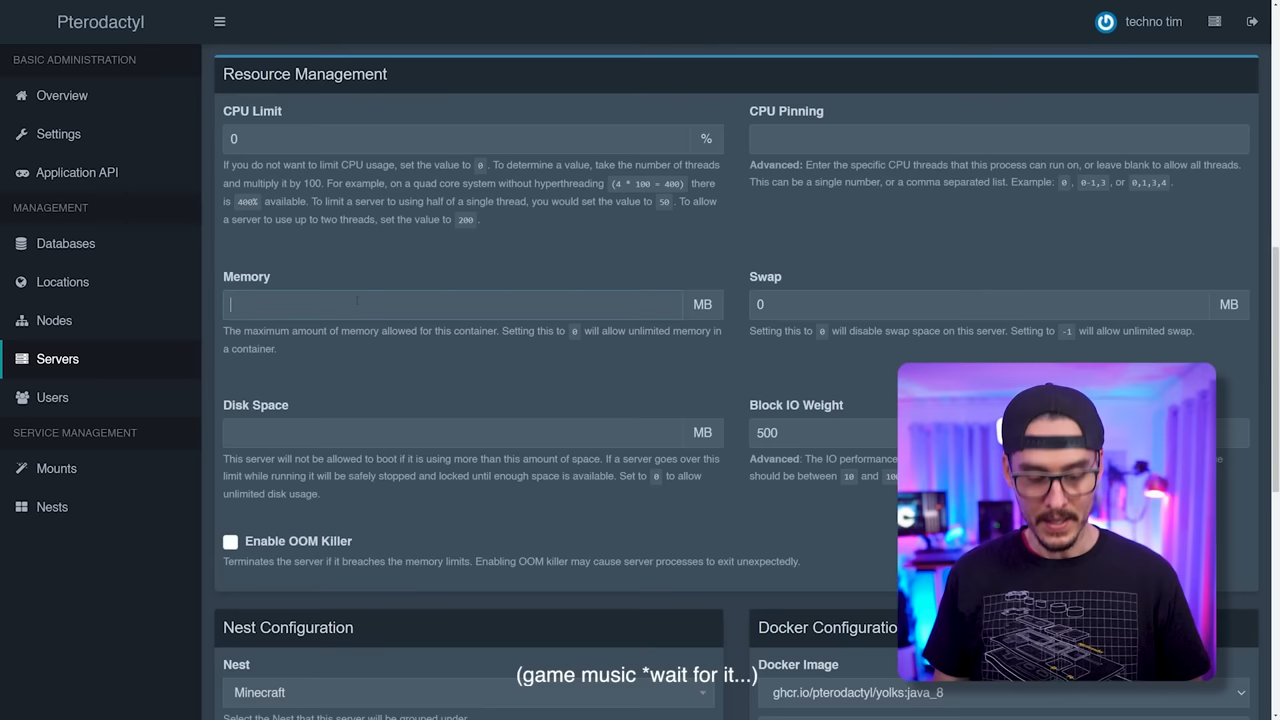 Pterodactyl
techno tim
BASIC ADMINISTRATION
Overview
Settings
Application API
MANAGEMENT
Databases
Locations
Nodes
Servers
Users
SERVICE MANAGEMENT
Mounts
Nests
Resource Management
CPU Limit
0 %
If you do not want to limit CPU usage, set the value to 0. To determine a value, take the number of threads
and multiply it by 100. For example, on a quad core system without hyperthreading (4 * 100 = 400) there
is 400% available. To limit a server to using half of a single thread, you would set the value to 50. To allow
a server to use up to two threads, set the value to 200.
CPU Pinning
Advanced: Enter the specific CPU threads that this process can run on, or leave blank to allow all threads.
This can be a single number, or a comma separated list. Example: 0, 0-1,3, or 0,1,3,4.
Memory
MB
The maximum amount of memory allowed for this container. Setting this to 0 will allow unlimited memory in
a container.
Swap
0 MB
Setting this to 0 will disable swap space on this server. Setting to -1 will allow unlimited swap.
Disk Space
MB
This server will not be allowed to boot if it is using more than this amount of space. If a server goes over this
limit while running it will be safely stopped and locked until enough space is available. Set to 0 to allow
unlimited disk usage.
Block IO Weight
500
Advanced: The IO performance
should be between 10 and
Enable OOM Killer
Terminates the server if it breaches the memory limits. Enabling OOM killer may cause server processes to exit unexpectedly.
Nest Configuration
Nest
Minecraft
Select the Nest that this server will be grouped under.
Docker Configuratio
Docker Image
ghcr.io/pterodactyl/yolks:java_8
(game music *wait for it...)